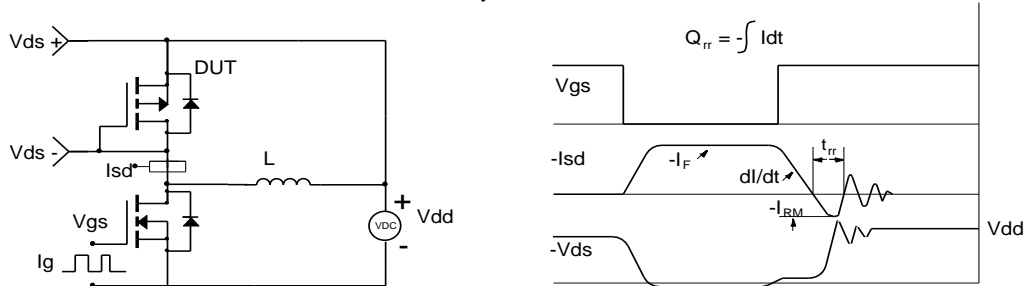 Vds +
DUT
Vds -
Isd
L
Vgs
+
VDC
Vdd
-
Ig
Qrr = -∫ Idt
Vgs
trr
-Isd
-IF
dI/dt
-IRM
Vdd
-Vds